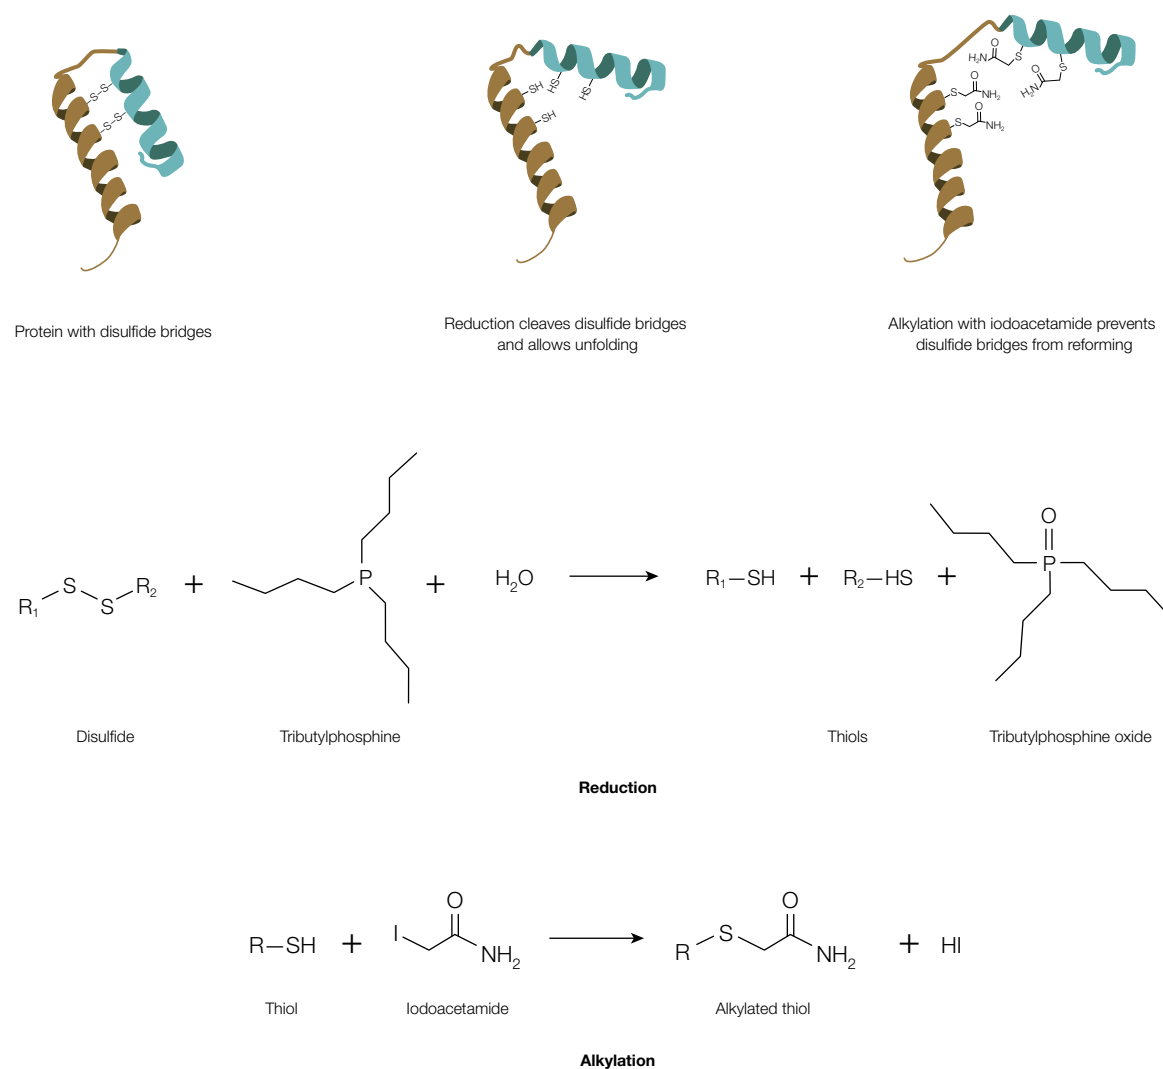 S–S
S–S
SH
SH
HS
HS
H₂N
O
S
O
S
H₂N
S
O
NH₂
S
O
NH₂
Protein with disulfide bridges
Reduction cleaves disulfide bridges
and allows unfolding
Alkylation with iodoacetamide prevents
disulfide bridges from reforming
R₁
S
S
R₂
+
P
+
H₂O
R₁–SH
+
R₂–HS
+
O
P
Disulfide
Tributylphosphine
Thiols
Tributylphosphine oxide
Reduction
R–SH
+
I
O
NH₂
R
S
O
NH₂
+
HI
Thiol
Iodoacetamide
Alkylated thiol
Alkylation